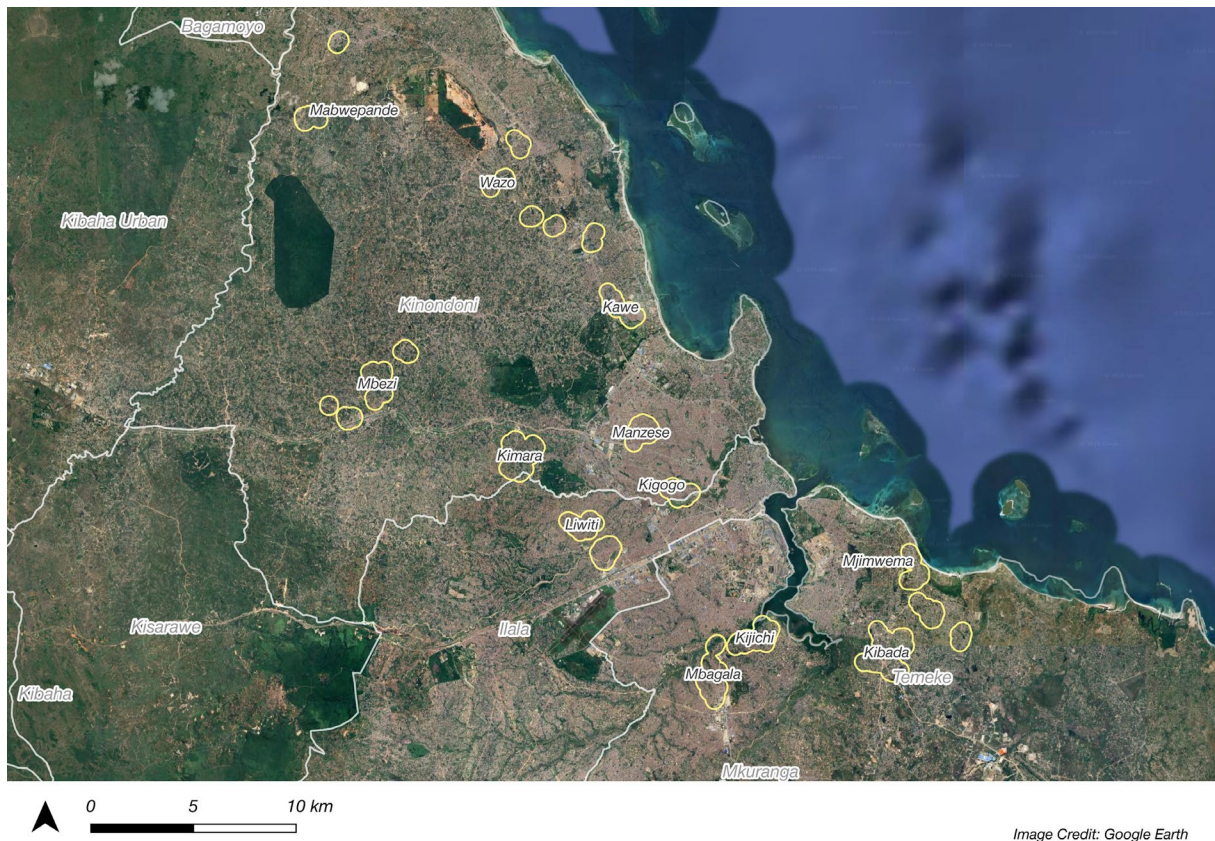 Bagamoyo
Mabwepande
Wazo
Kibaha Urban
Kinondoni
Kawe
Mbezi
Manzese
Kimara
Kigogo
Liwiti
Mjimwema
Kisarawe
Ilala
Kijichi
Kibada
Mbagala
Temeke
Kibaha
Mkuranga
0 5 10 km
Image Credit: Google Earth